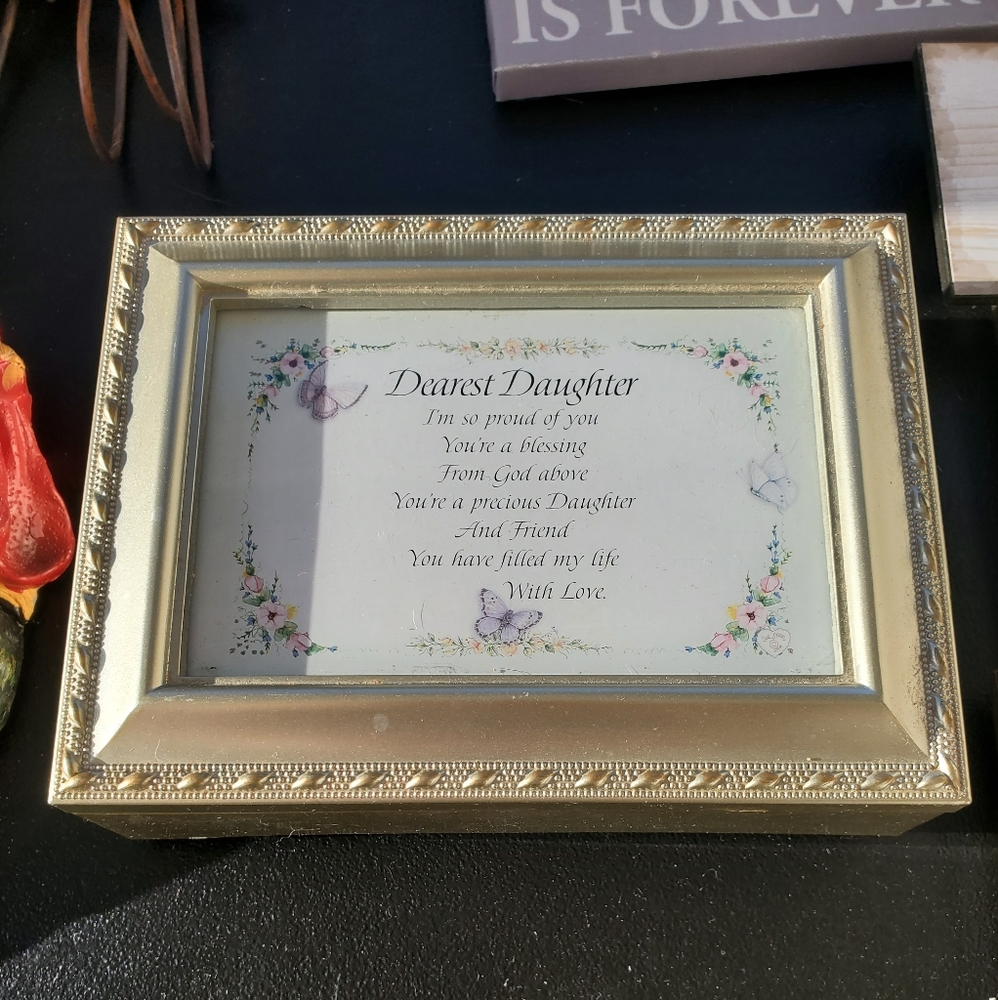 IS FOREVER
Dearest Daughter
I'm so proud of you
You're a blessing
From God above
You're a precious Daughter
And Friend
You have filled my life
With Love.